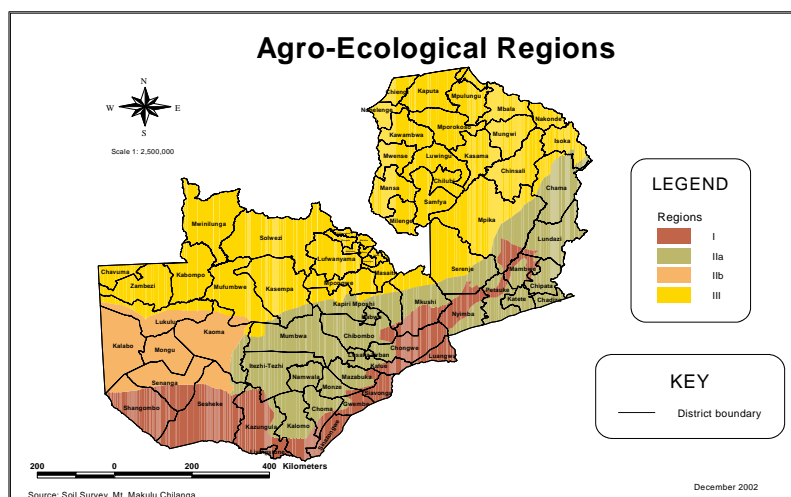 Agro-Ecological Regions
N
W E
S
Scale 1: 2,500,000
Chiengi
Kaputa
Mpulungu
Mbala
Nakonde
Isoka
Mporokoso
Mungwi
Kawambwa
Mwense
Luwingu
Kasama
Chinsali
Chilubi
Mansa
Samfya
Milenge
Mpika
Chama
Lundazi
Mwinilunga
Solwezi
Lufwanyama
Masaiti
Mpongwe
Serenje
Mambwe
Chavuma
Zambezi
Kabompo
Mufumbwe
Kasempa
Kapiri Mposhi
Mkushi
Petauke
Chipata
Katete
Chadiza
Nyimba
Lukulu
Kaoma
Kalabo
Mongu
Mumbwa
Chibombo
Chongwe
Luangwa
Kafue
Itezhi-Tezhi
Namwala
Mazabuka
Monze
Siavonga
Senanga
Shangombo
Sesheke
Gwembe
Choma
Kazungula
Kalomo
LEGEND
Regions
I
IIa
IIb
III
KEY
District boundary
200 0 200 400 Kilometers
Source: Soil Survey, Mt. Makulu Chilanga
December 2002